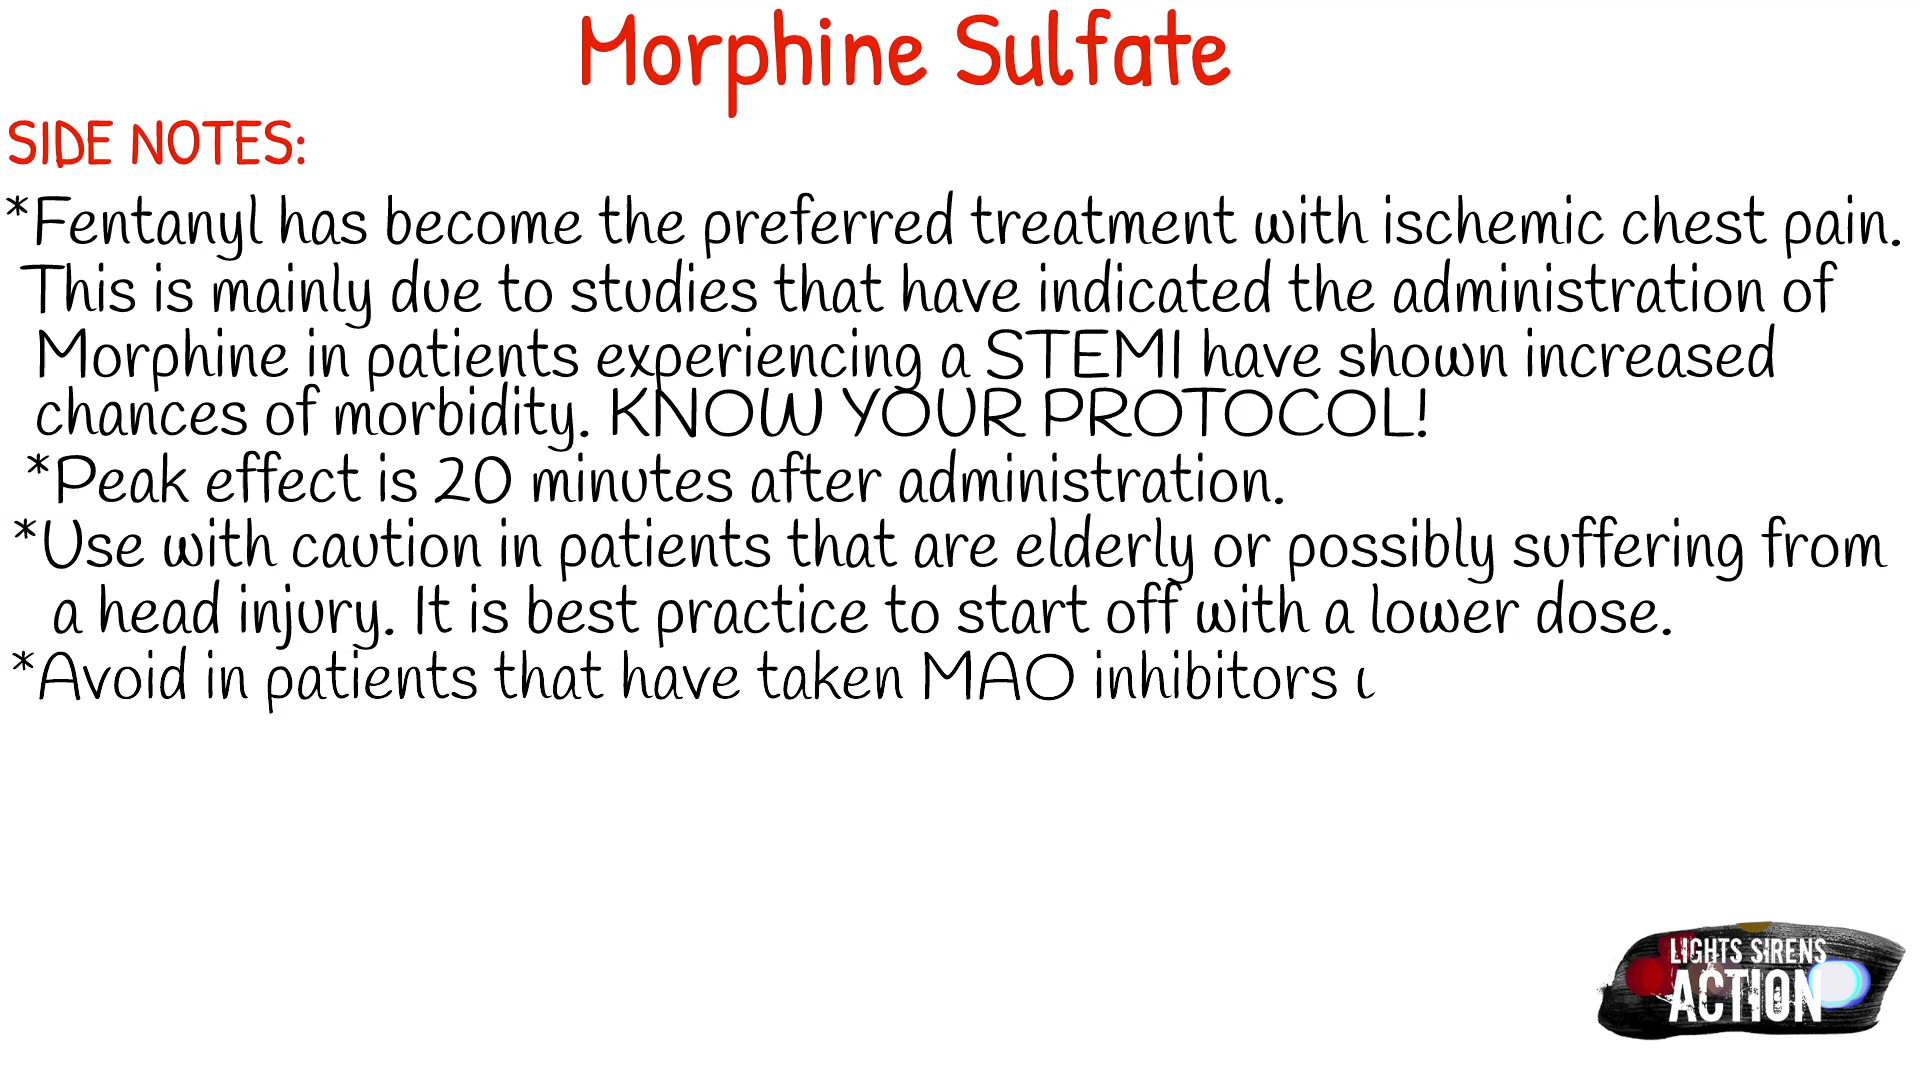 Morphine Sulfate
SIDE NOTES:
*Fentanyl has become the preferred treatment with ischemic chest pain.
This is mainly due to studies that have indicated the administration of
Morphine in patients experiencing a STEMI have shown increased
chances of morbidity. KNOW YOUR PROTOCOL!
*Peak effect is 20 minutes after administration.
*Use with caution in patients that are elderly or possibly suffering from
a head injury. It is best practice to start off with a lower dose.
*Avoid in patients that have taken MAO inhibitors
LIGHTS SIRENS
ACTION